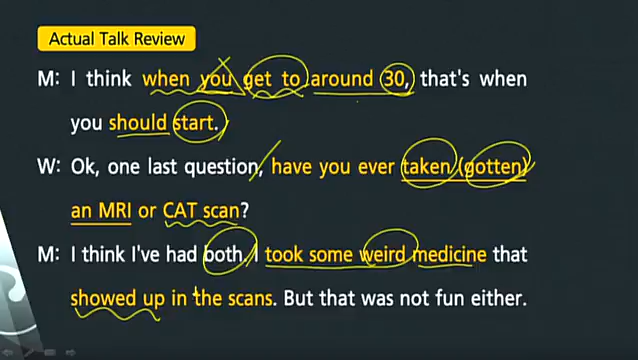 Actual Talk Review
M: I think when you get to around 30, that's when
you should start.
W: Ok, one last question, have you ever taken (gotten)
an MRI or CAT scan?
M: I think I've had both. I took some weird medicine that
showed up in the scans. But that was not fun either.